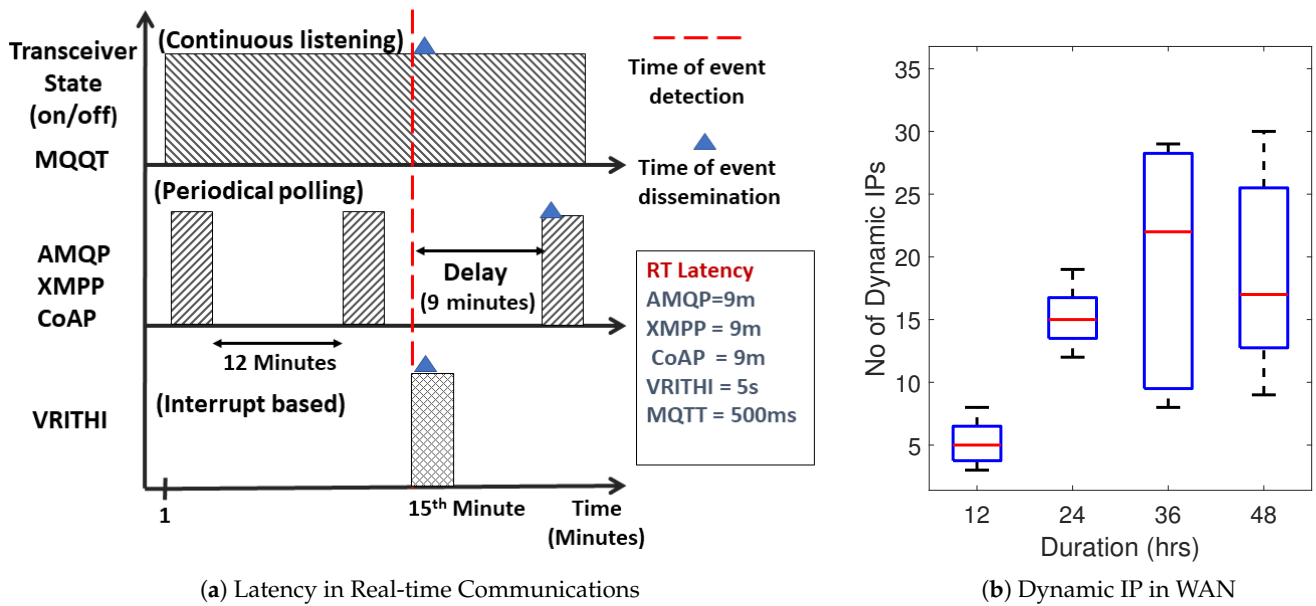 Transceiver
State
(on/off)
MQQT
(Continuous listening)
(Periodical polling)
AMQP
XMPP
CoAP
12 Minutes
Delay
(9 minutes)
VRITHI
(Interrupt based)
1
15th Minute
Time
(Minutes)
Time of event
detection
Time of event
dissemination
RT Latency
AMQP=9m
XMPP = 9m
CoAP = 9m
VRITHI = 5s
MQTT = 500ms
(a) Latency in Real-time Communications
No of Dynamic IPs
35
30
25
20
15
10
5
12 24 36 48
Duration (hrs)
(b) Dynamic IP in WAN